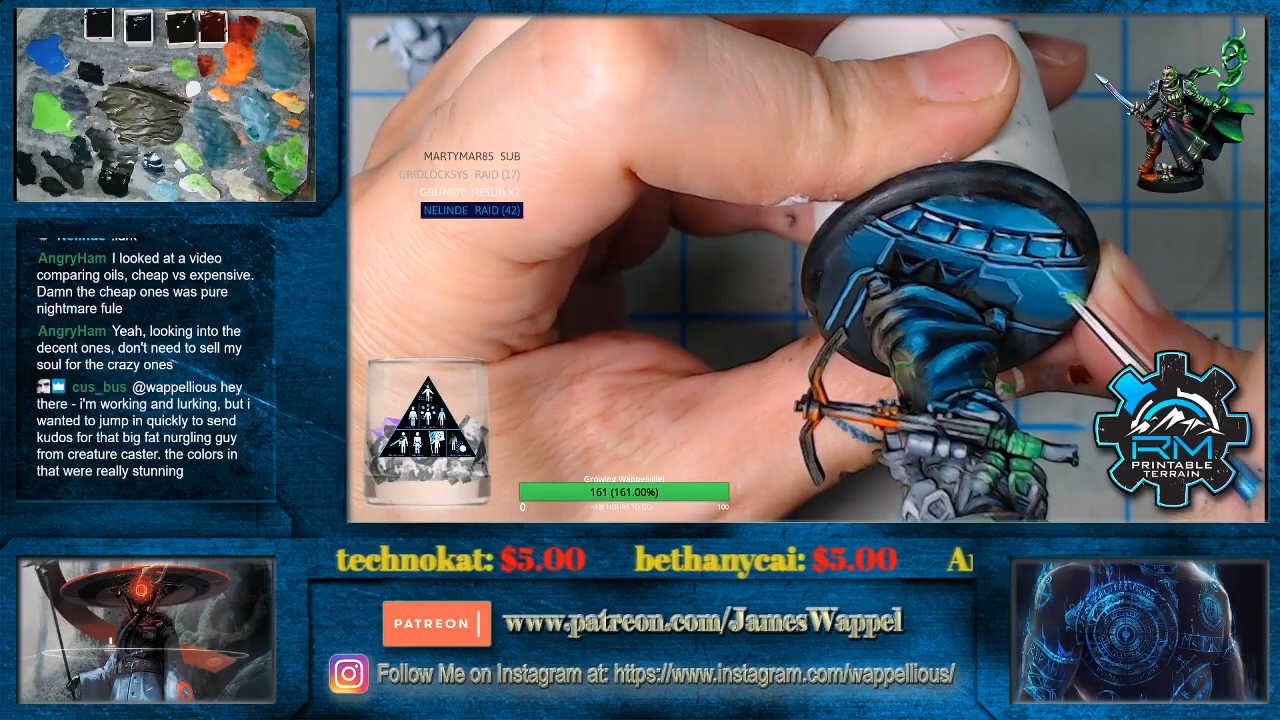 AngryHam I looked at a video
comparing oils, cheap vs expensive.
Damn the cheap ones was pure
nightmare fule
AngryHam Yeah, looking into the
decent ones, don't need to sell my
soul for the crazy ones
cus_bus @wappellious hey
there - i'm working and lurking, but i
wanted to jump in quickly to send
kudos for that big fat nurgling guy
from creature caster. the colors in
that were really stunning
MARTYMAR85 SUB
GRIDLOCKSYS RAID (17)
GRUMDY RESUB X7
NELINDE RAID (42)
Growing Wappelville!
161 (161.00%)
0
100
RM
PRINTABLE
TERRAIN
technokat: $5.00 bethanycai: $5.00
PATREON
www.patreon.com/JamesWappel
Follow Me on Instagram at: https://www.instagram.com/wappellious/